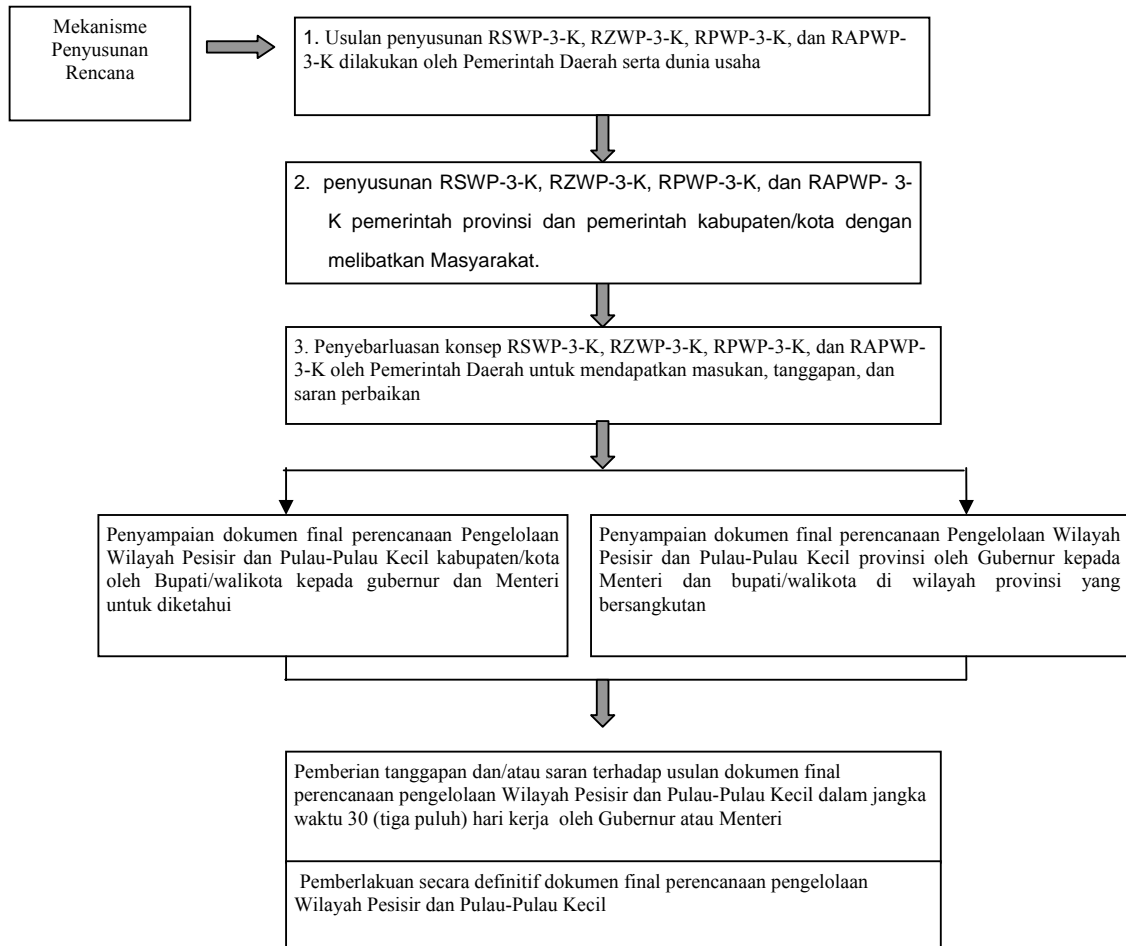 Mekanisme
Penyusunan
Rencana
1. Usulan penyusunan RSWP-3-K, RZWP-3-K, RPWP-3-K, dan RAPWP-
3-K dilakukan oleh Pemerintah Daerah serta dunia usaha
2. penyusunan RSWP-3-K, RZWP-3-K, RPWP-3-K, dan RAPWP- 3-
K pemerintah provinsi dan pemerintah kabupaten/kota dengan
melibatkan Masyarakat.
3. Penyebarluasan konsep RSWP-3-K, RZWP-3-K, RPWP-3-K, dan RAPWP-
3-K oleh Pemerintah Daerah untuk mendapatkan masukan, tanggapan, dan
saran perbaikan
Penyampaian dokumen final perencanaan Pengelolaan
Wilayah Pesisir dan Pulau-Pulau Kecil kabupaten/kota
oleh Bupati/walikota kepada gubernur dan Menteri
untuk diketahui
Penyampaian dokumen final perencanaan Pengelolaan Wilayah
Pesisir dan Pulau-Pulau Kecil provinsi oleh Gubernur kepada
Menteri dan bupati/walikota di wilayah provinsi yang
bersangkutan
Pemberian tanggapan dan/atau saran terhadap usulan dokumen final
perencanaan pengelolaan Wilayah Pesisir dan Pulau-Pulau Kecil dalam jangka
waktu 30 (tiga puluh) hari kerja oleh Gubernur atau Menteri
Pemberlakuan secara definitif dokumen final perencanaan pengelolaan
Wilayah Pesisir dan Pulau-Pulau Kecil